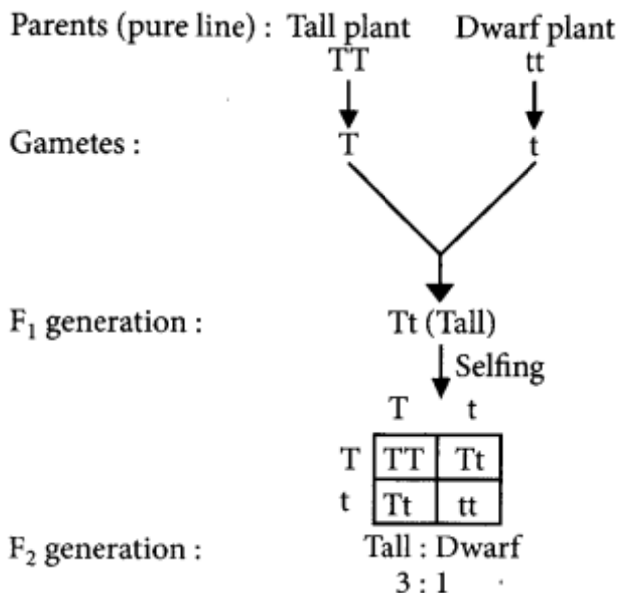 Parents (pure line) : Tall plant Dwarf plant
TT tt
Gametes : T t
F₁ generation : Tt (Tall)
Selfing
T t
T TT Tt
t Tt tt
F₂ generation : Tall : Dwarf
3 : 1